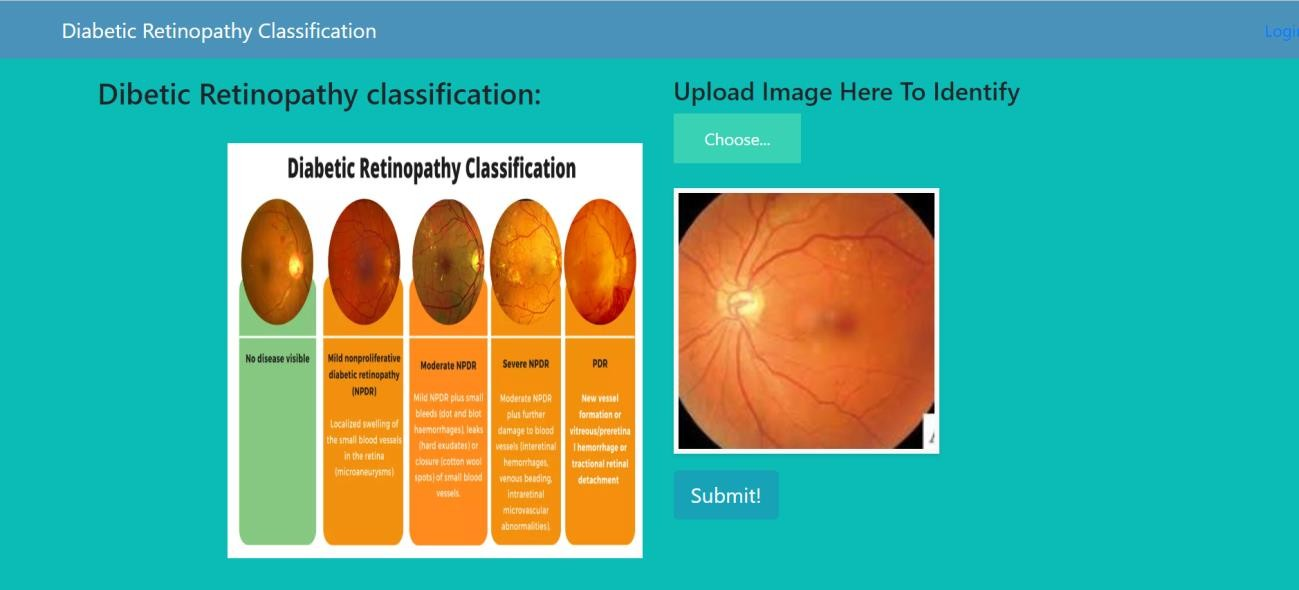 Diabetic Retinopathy Classification
Logi
Dibetic Retinopathy classification:
Diabetic Retinopathy Classification
No disease visible
Mild nonproliferative
diabetic retinopathy
(NPDR)
Localized swelling of
the small blood vessels
in the retina
(microaneurysms)
Moderate NPDR
Mild NPDR plus small
bleeds (dot and blot
haemorrhages), leaks
(hard exudates) or
closure (cotton wool
spots) of small blood
vessels.
Severe NPDR
Moderate NPDR
plus further
damage to blood
vessels (interetinal
hemorrhages,
venous beading,
intraretinal
microvascular
abnormalities).
PDR
New vessel
formation or
vitreous/preretina
l hemorrhage or
tractional retinal
detachment
Upload Image Here To Identify
Choose...
Submit!